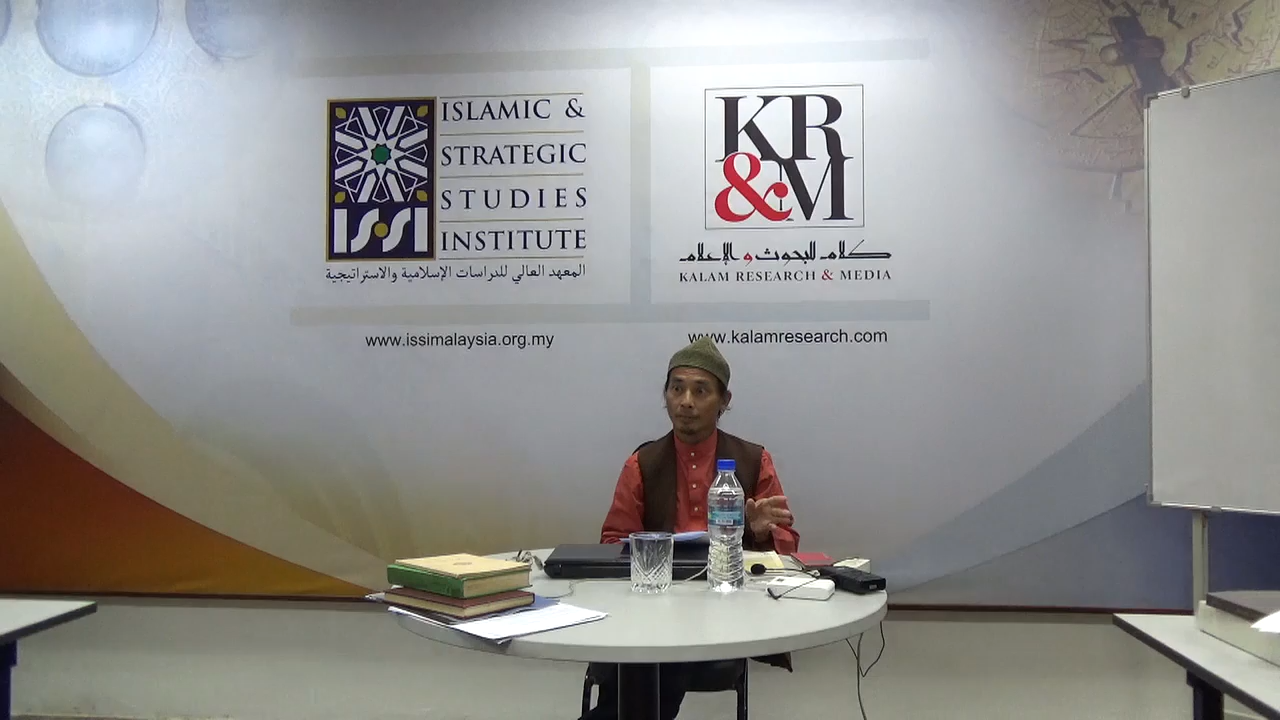 ISLAMIC &
STRATEGIC
STUDIES
INSTITUTE
ISSI
المعهد العالي للدراسات الإسلامية والاستراتيجية
www.issimalaysia.org.my
KR
&M
كلام للبحوث و الإعلام
KALAM RESEARCH & MEDIA
www.kalamresearch.com